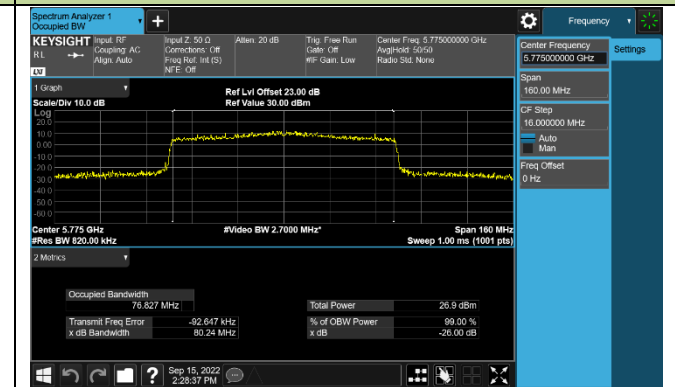 Spectrum Analyzer 1
Occupied BW
Frequency
KEYSIGHT
R L
LXI
Input: RF
Coupling: AC
Align: Auto
Input Z: 50 Ω
Corrections: Off
Freq Ref: Int (S)
NFE: Off
Atten: 20 dB
Trig: Free Run
Gate: Off
#IF Gain: Low
Center Freq: 5.775000000 GHz
Avg|Hold: 50/50
Radio Std: None
Center Frequency
5.775000000 GHz
Settings
Span
160.00 MHz
CF Step
16.000000 MHz
Auto
Man
Freq Offset
0 Hz
1 Graph
Scale/Div 10.0 dB
Ref Lvl Offset 23.00 dB
Ref Value 30.00 dBm
Log
20.0
10.0
0.00
-10.0
-20.0
-30.0
-40.0
-50.0
-60.0
Center 5.775 GHz
#Video BW 2.7000 MHz*
Span 160 MHz
#Res BW 820.00 kHz
Sweep 1.00 ms (1001 pts)
2 Metrics
Occupied Bandwidth
76.827 MHz
Total Power 26.9 dBm
Transmit Freq Error -92.647 kHz
% of OBW Power 99.00 %
x dB Bandwidth 80.24 MHz
x dB -26.00 dB
?
Sep 15, 2022
2:28:37 PM